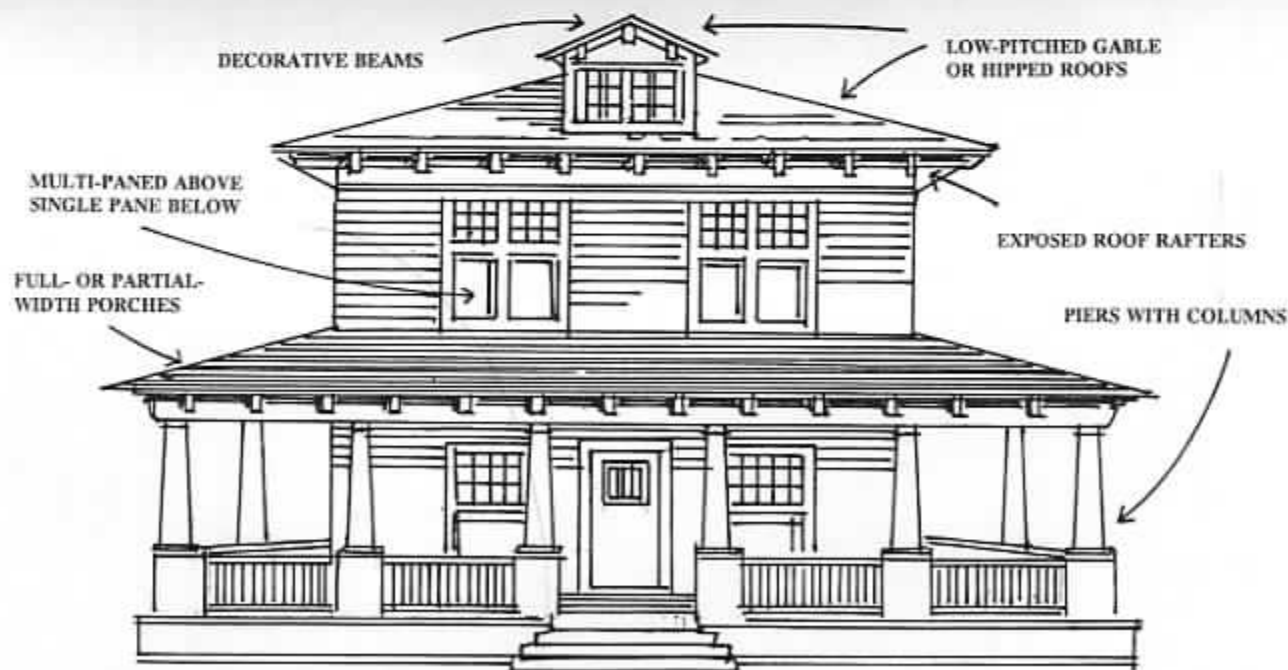 DECORATIVE BEAMS
LOW-PITCHED GABLE
OR HIPPED ROOFS
MULTI-PANED ABOVE
SINGLE PANE BELOW
EXPOSED ROOF RAFTERS
FULL- OR PARTIAL-
WIDTH PORCHES
PIERS WITH COLUMNS